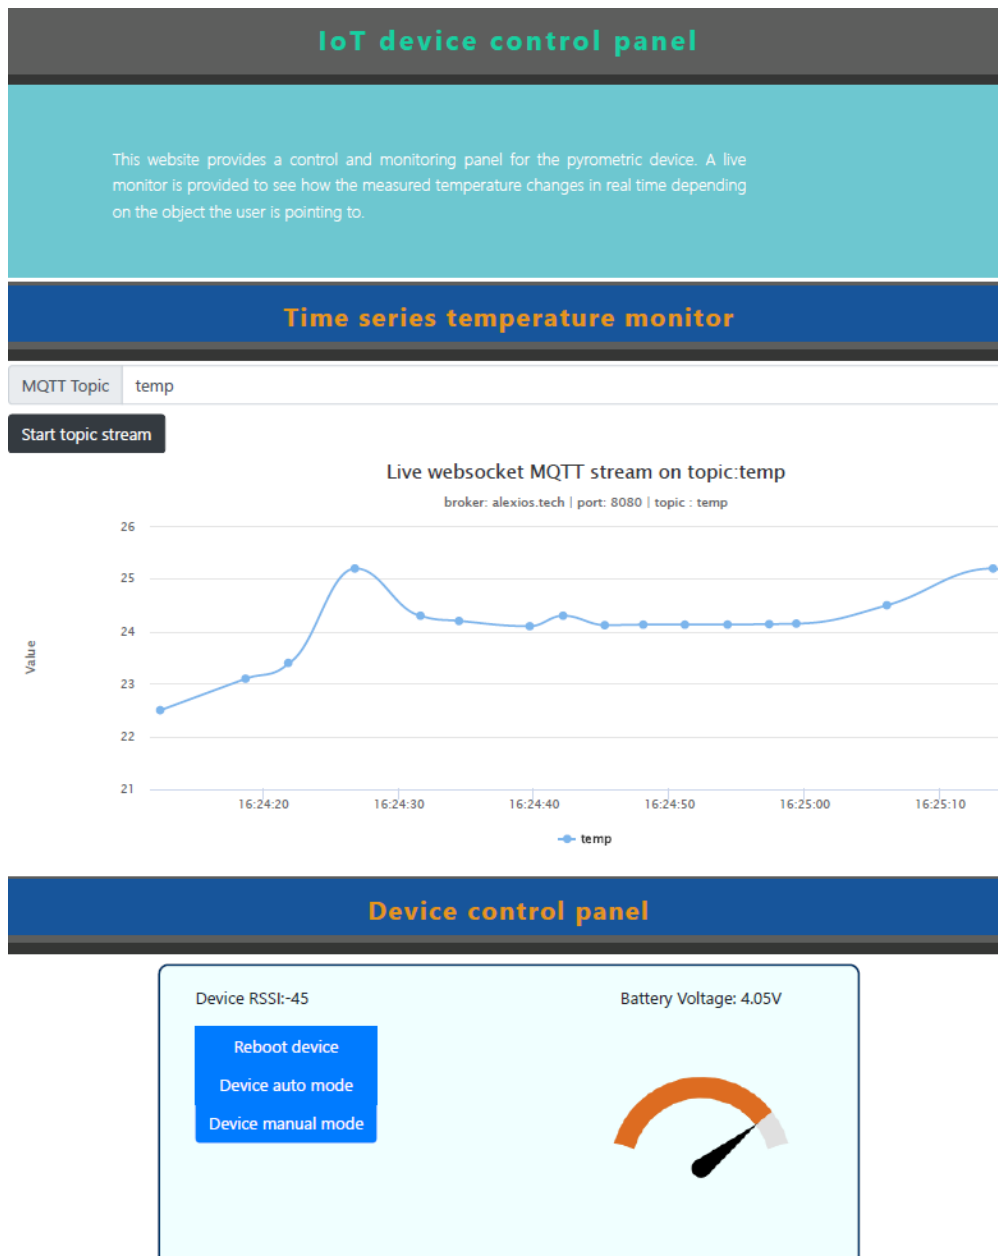 IoT device control panel
This website provides a control and monitoring panel for the pyrometric device. A live
monitor is provided to see how the measured temperature changes in real time depending
on the object the user is pointing to.
Time series temperature monitor
MQTT Topic temp
Start topic stream
Live websocket MQTT stream on topic:temp
broker: alexios.tech | port: 8080 | topic : temp
26
25
24
23
22
21
Value
16:24:20 16:24:30 16:24:40 16:24:50 16:25:00 16:25:10
temp
Device control panel
Device RSSI:-45 Battery Voltage: 4.05V
Reboot device
Device auto mode
Device manual mode